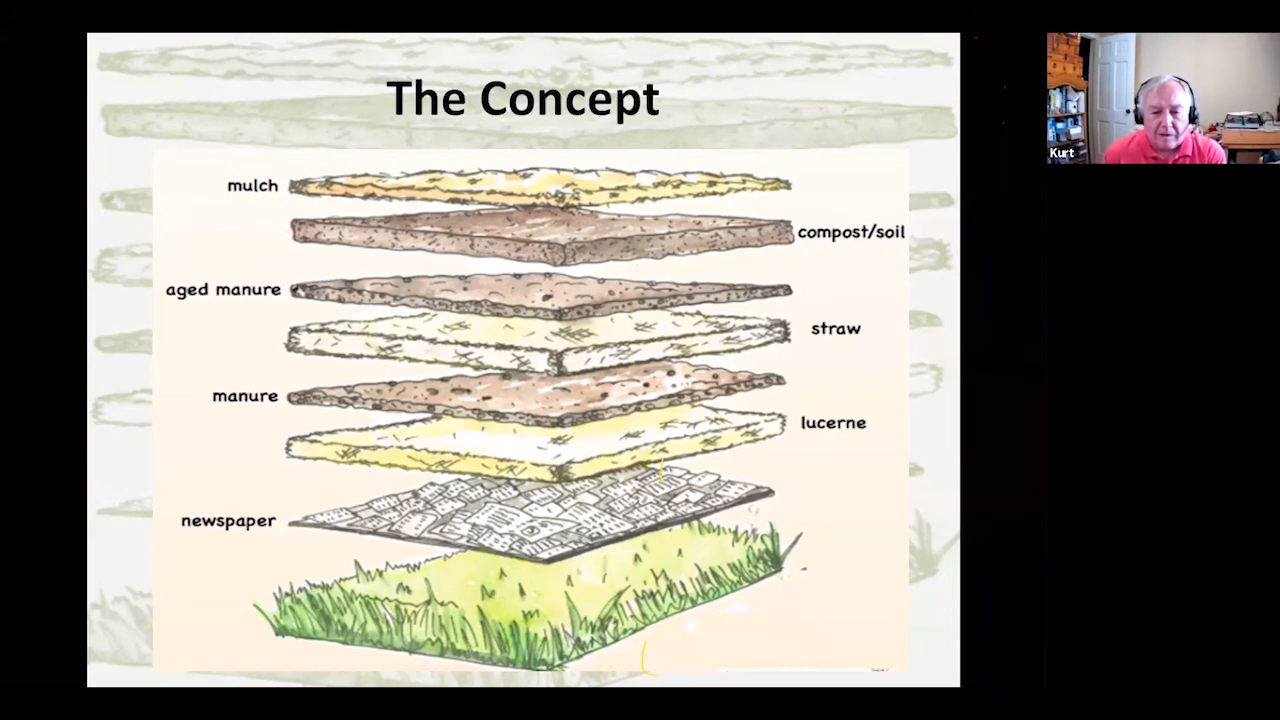 The Concept
mulch
compost/soil
aged manure
straw
manure
lucerne
newspaper
Kurt